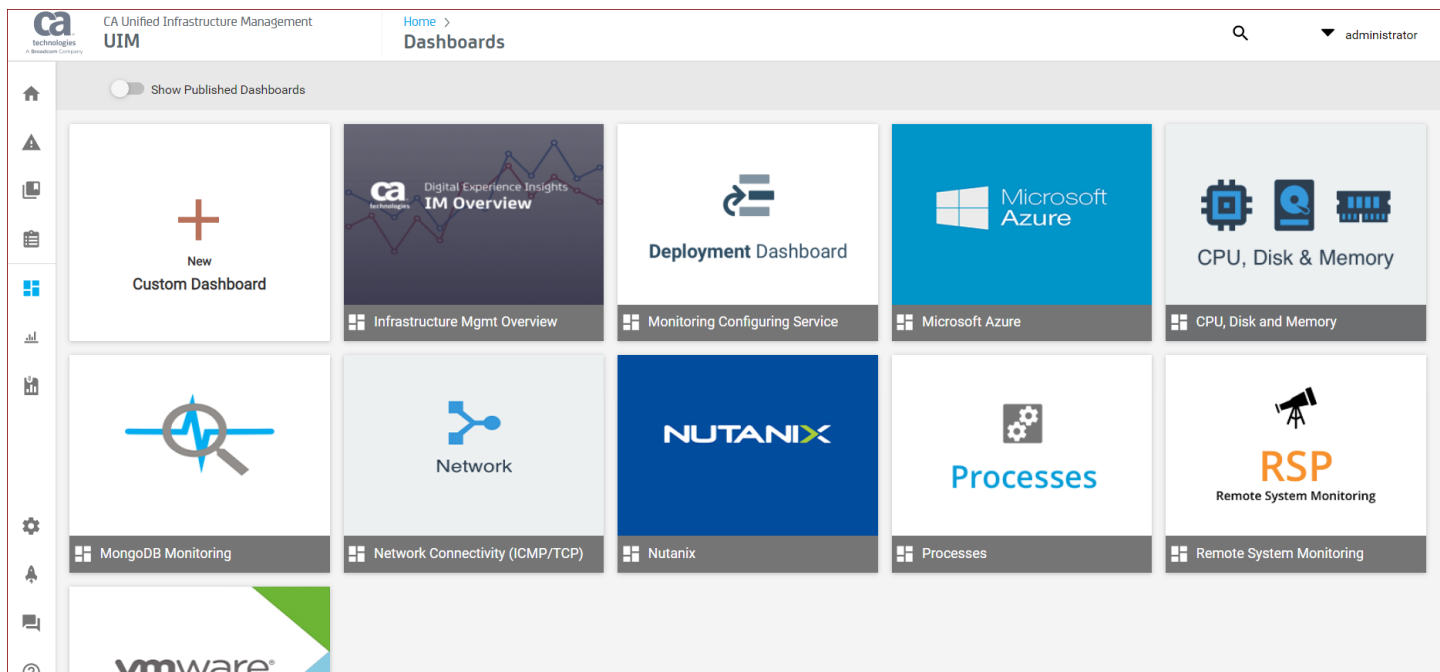 ca
technologies
A Broadcom Company
CA Unified Infrastructure Management
UIM
Home >
Dashboards
administrator
Show Published Dashboards
New
Custom Dashboard
ca
technologies
Digital Experience Insights
IM Overview
Infrastructure Mgmt Overview
Deployment Dashboard
Monitoring Configuring Service
Microsoft
Azure
Microsoft Azure
CPU, Disk & Memory
CPU, Disk and Memory
MongoDB Monitoring
Network
Network Connectivity (ICMP/TCP)
NUTANIX
Nutanix
Processes
Processes
RSP
Remote System Monitoring
Remote System Monitoring
vmware®